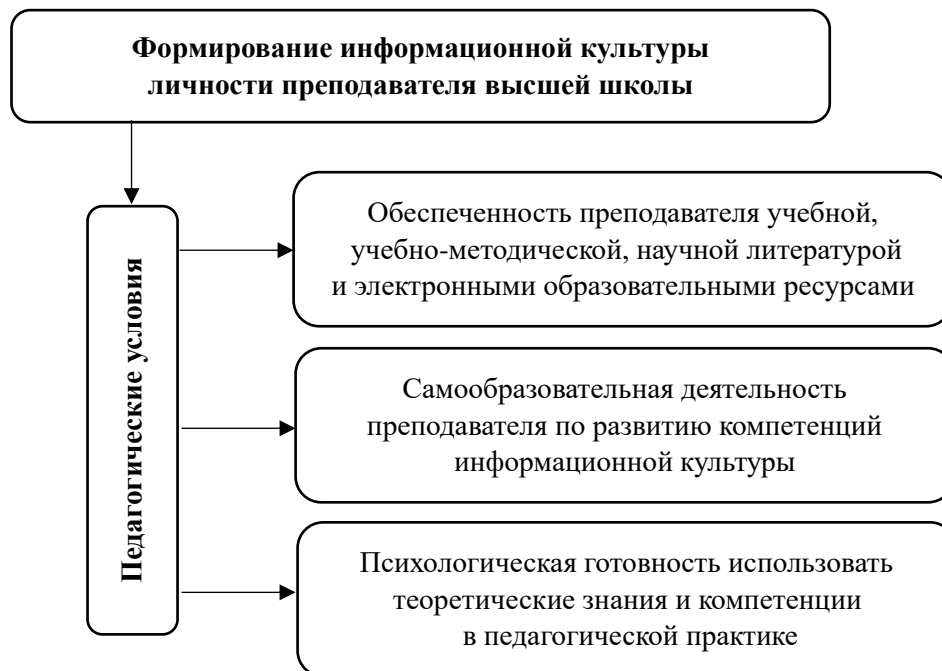 Формирование информационной культуры
личности преподавателя высшей школы
Педагогические условия
Обеспеченность преподавателя учебной,
учебно-методической, научной литературой
и электронными образовательными ресурсами
Самообразовательная деятельность
преподавателя по развитию компетенций
информационной культуры
Психологическая готовность использовать
теоретические знания и компетенции
в педагогической практике